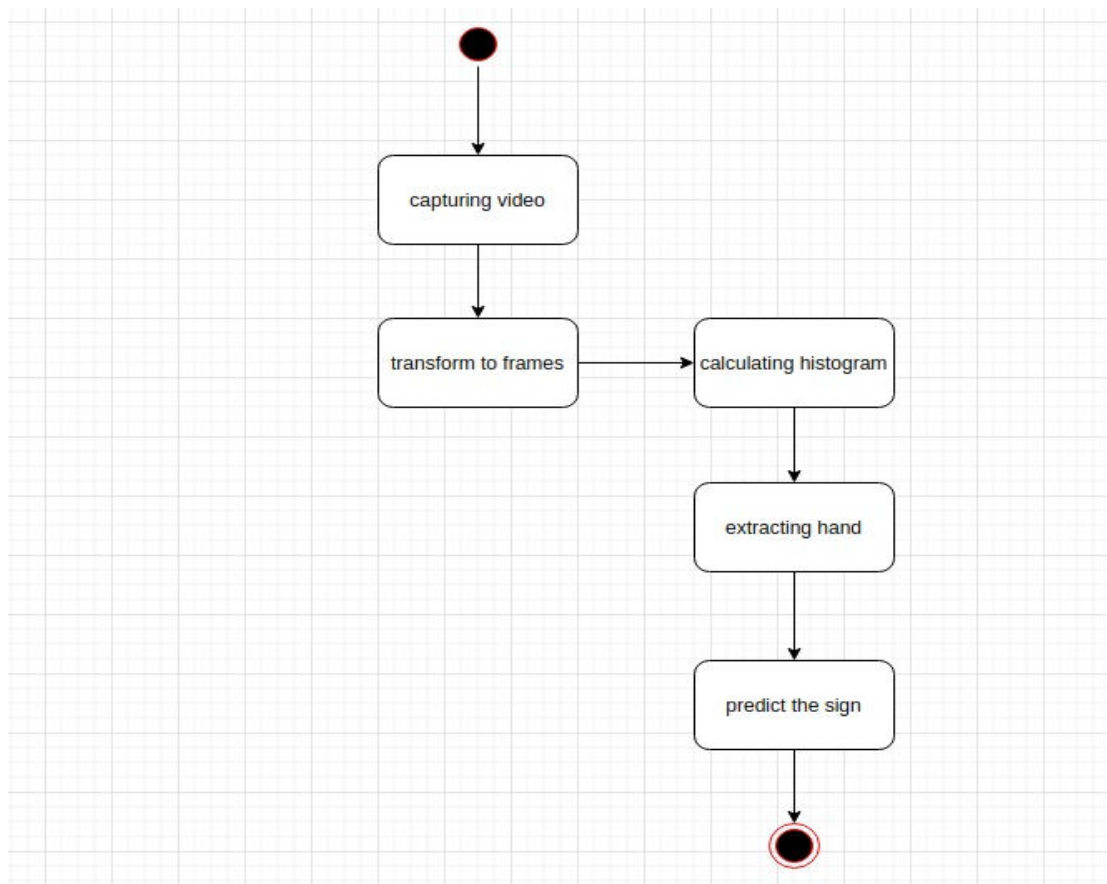 capturing video
transform to frames
calculating histogram
extracting hand
predict the sign